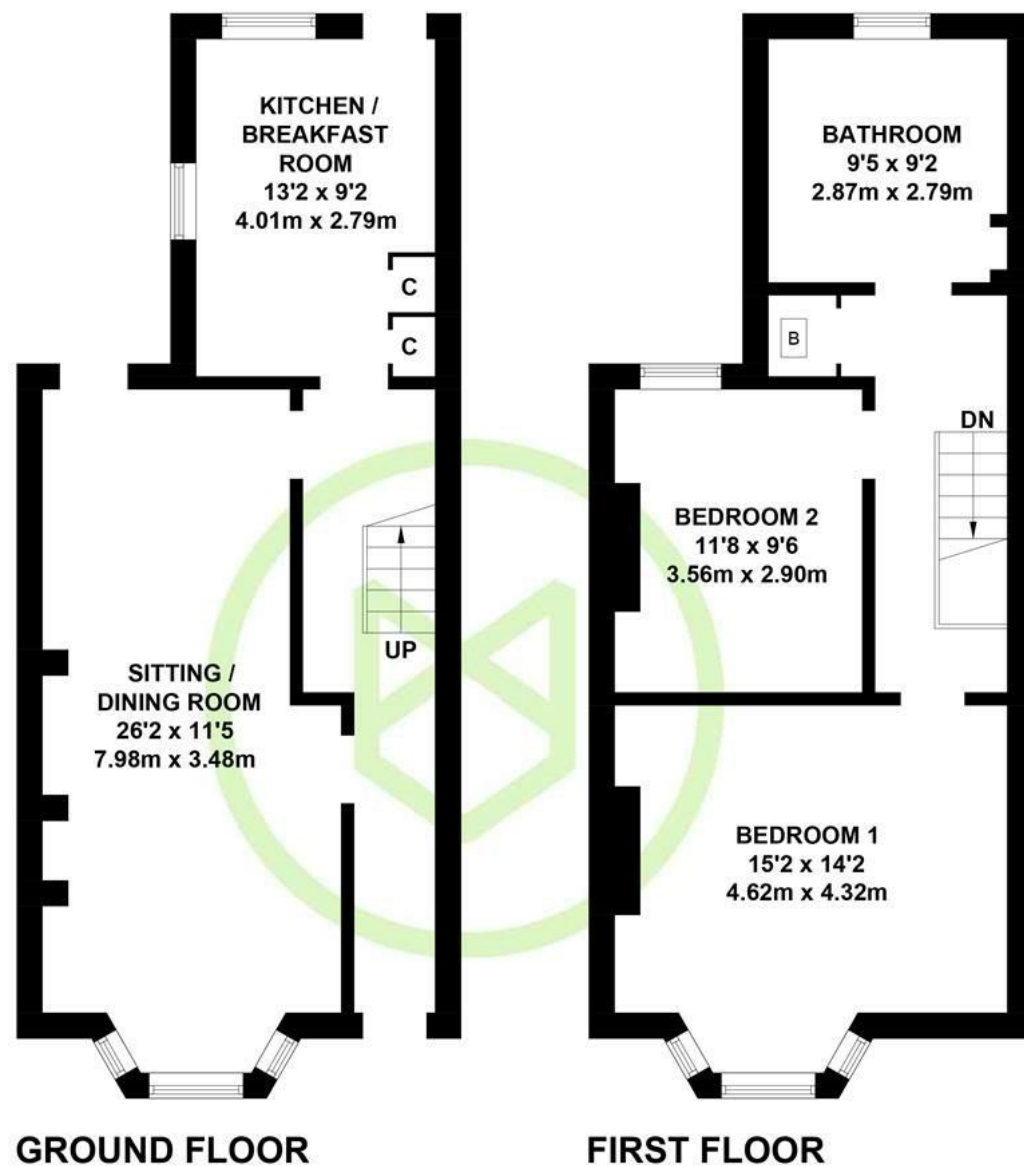 KITCHEN /
BREAKFAST
ROOM
13'2 x 9'2
4.01m x 2.79m
C
C
UP
SITTING /
DINING ROOM
26'2 x 11'5
7.98m x 3.48m
GROUND FLOOR
BATHROOM
9'5 x 9'2
2.87m x 2.79m
B
DN
BEDROOM 2
11'8 x 9'6
3.56m x 2.90m
BEDROOM 1
15'2 x 14'2
4.62m x 4.32m
FIRST FLOOR